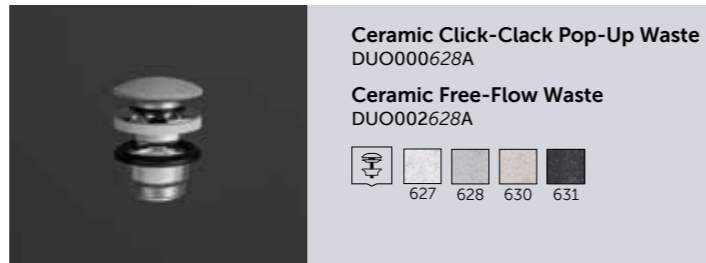 Ceramic Click-Clack Pop-Up Waste
DUO000628A
Ceramic Free-Flow Waste
DUO002628A
627 628 630 631